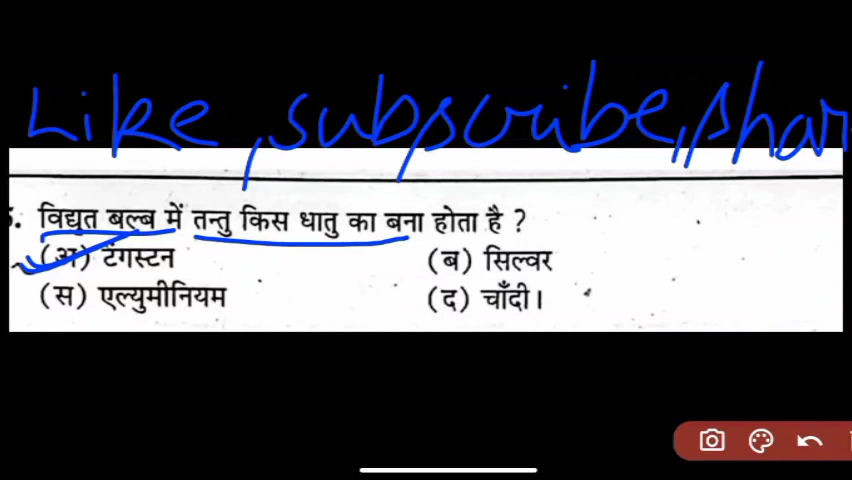 Like, subscribe, shar
5. विद्युत बल्ब में तन्तु किस धातु का बना होता है ?
(अ) टंगस्टन (ब) सिल्वर
(स) एल्युमीनियम (द) चाँदी।